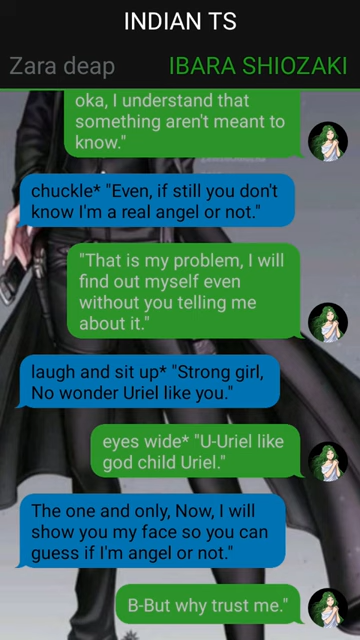 INDIAN TS
Zara deap IBARA SHIOZAKI
oka, I understand that
something aren't meant to
know."
chuckle* "Even, if still you don't
know I'm a real angel or not."
"That is my problem, I will
find out myself even
without you telling me
about it."
laugh and sit up* "Strong girl,
No wonder Uriel like you."
eyes wide* "U-Uriel like
god child Uriel."
The one and only, Now, I will
show you my face so you can
guess if I'm angel or not."
B-But why trust me."